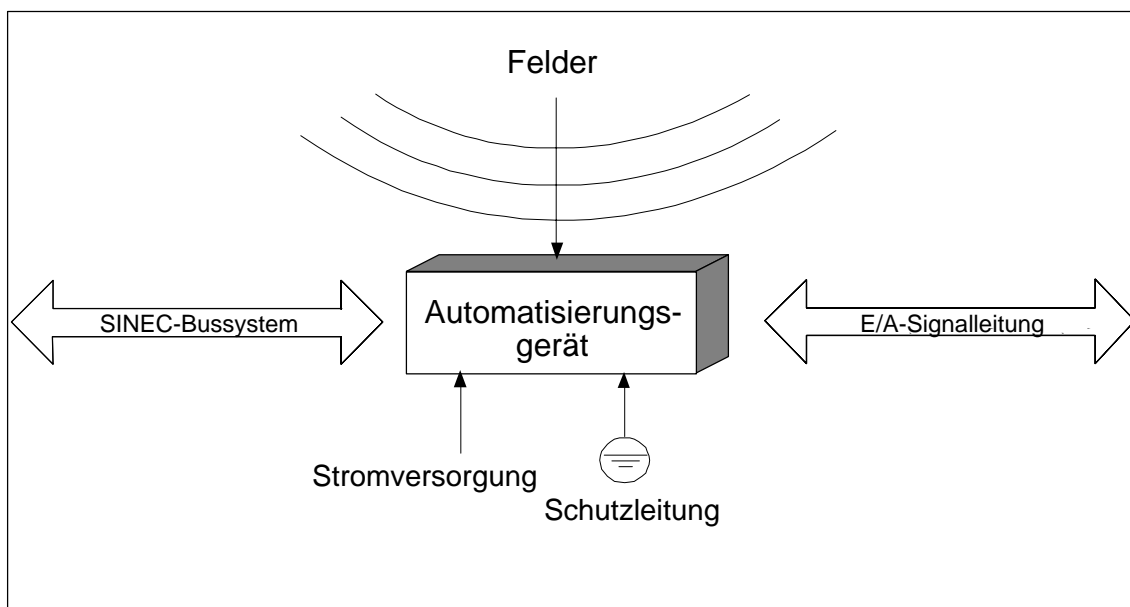 Felder
Automatisierungs-
gerät
SINEC-Bussystem
E/A-Signalleitung
Stromversorgung
Schutzleitung